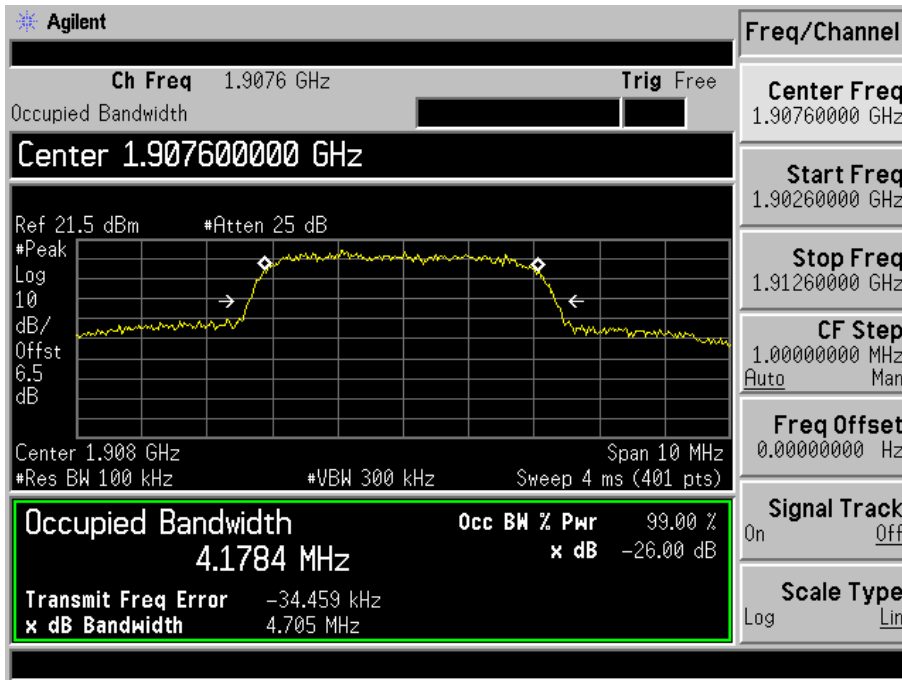 Agilent
Freq/Channel
Ch Freq 1.9076 GHz Trig Free
Occupied Bandwidth
Center 1.907600000 GHz
Ref 21.5 dBm #Atten 25 dB
#Peak
Log
10
dB/
Offst
6.5
dB
Center 1.908 GHz Span 10 MHz
#Res BW 100 kHz #VBW 300 kHz Sweep 4 ms (401 pts)
Occupied Bandwidth
4.1784 MHz
Occ BW % Pwr 99.00 %
x dB -26.00 dB
Transmit Freq Error -34.459 kHz
x dB Bandwidth 4.705 MHz
Center Freq
1.90760000 GHz
Start Freq
1.90260000 GHz
Stop Freq
1.91260000 GHz
CF Step
1.00000000 MHz
Auto Man
Freq Offset
0.00000000 Hz
Signal Track
On Off
Scale Type
Log Lin